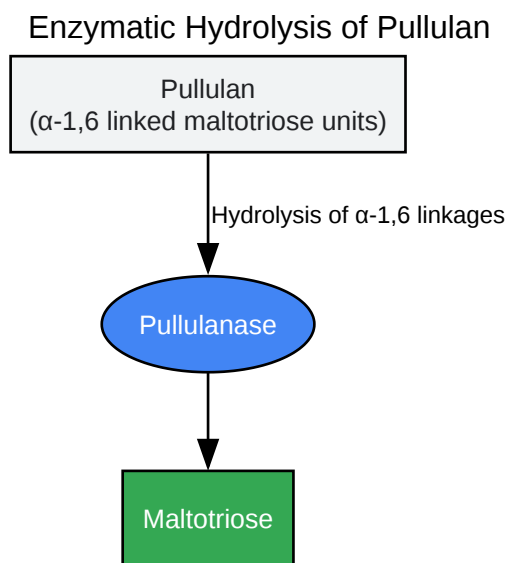 Enzymatic Hydrolysis of Pullulan
Pullulan
(α-1,6 linked maltotriose units)
Hydrolysis of α-1,6 linkages
Pullulanase
Maltotriose